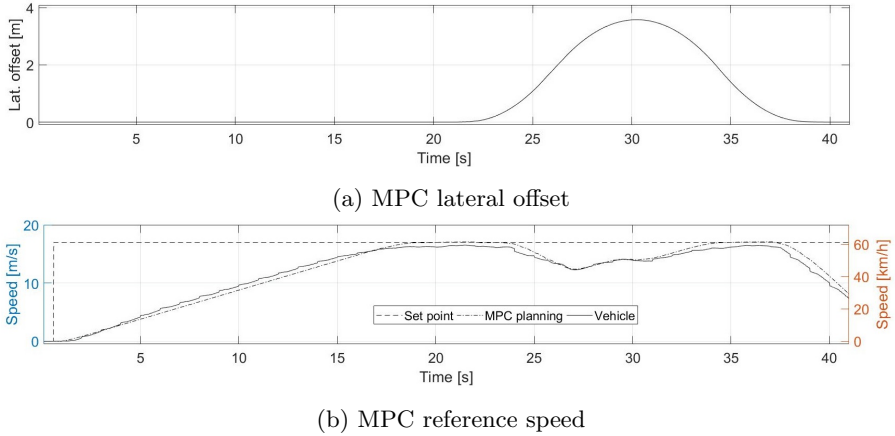 4
2
0
Lat. offset [m]
5 10 15 20 25 30 35 40
Time [s]
(a) MPC lateral offset
20
10
0
Speed [m/s]
60
40
20
0
Speed [km/h]
Set point MPC planning Vehicle
5 10 15 20 25 30 35 40
Time [s]
(b) MPC reference speed